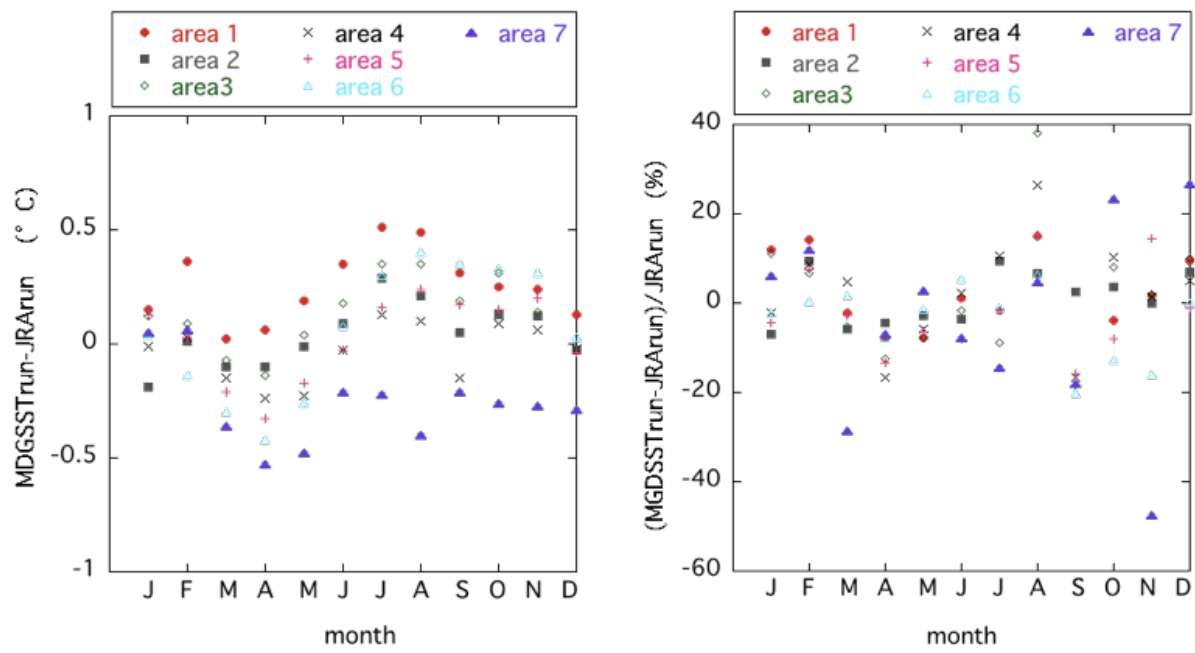 area 1
area 4
area 7
area 2
area 5
area3
area 6
1
0.5
0
-0.5
-1
MDGSSTrun-JRArun (° C)
J F M A M J J A S O N D
month
area 1
area 4
area 7
area 2
area 5
area3
area 6
40
20
0
-20
-40
-60
(MGDSSTrun-JRArun)/JRArun (%)
J F M A M J J A S O N D
month